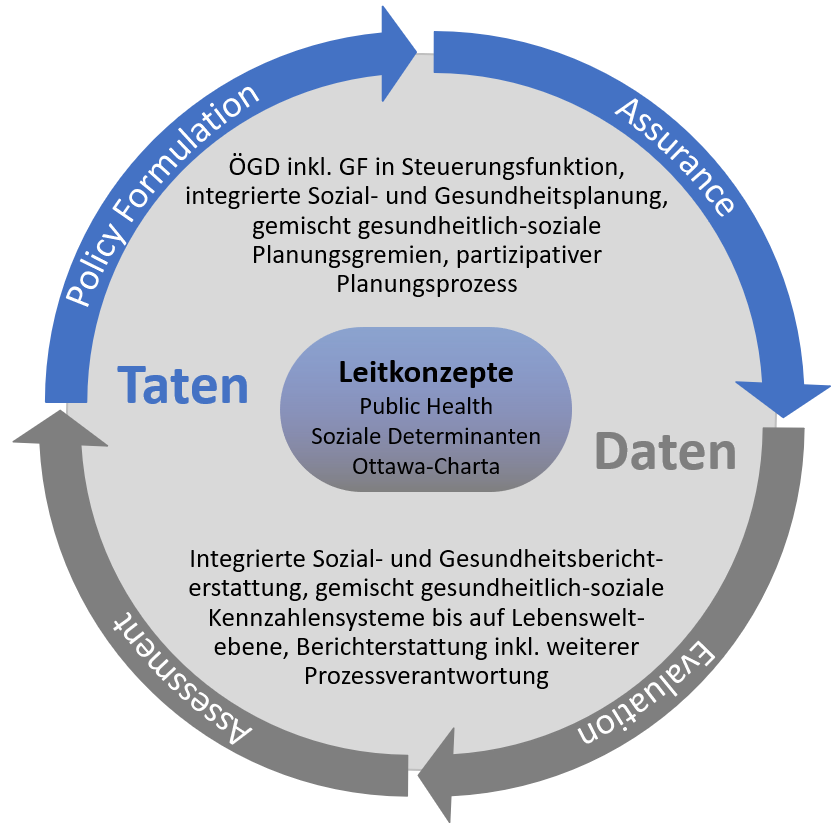 Policy Formulation
Assurance
ÖGD inkl. GF in Steuerungsfunktion,
integrierte Sozial- und Gesundheitsplanung,
gemischt gesundheitlich-soziale
Planungsgremien, partizipativer
Planungsprozess
Taten
Leitkonzepte
Public Health
Soziale Determinanten
Ottawa-Charta
Daten
Integrierte Sozial- und Gesundheitsbericht-
erstattung, gemischt gesundheitlich-soziale
Kennzahlensysteme bis auf Lebenswelt-
ebene, Berichterstattung inkl. weiterer
Prozessverantwortung
Assessment
Evaluation